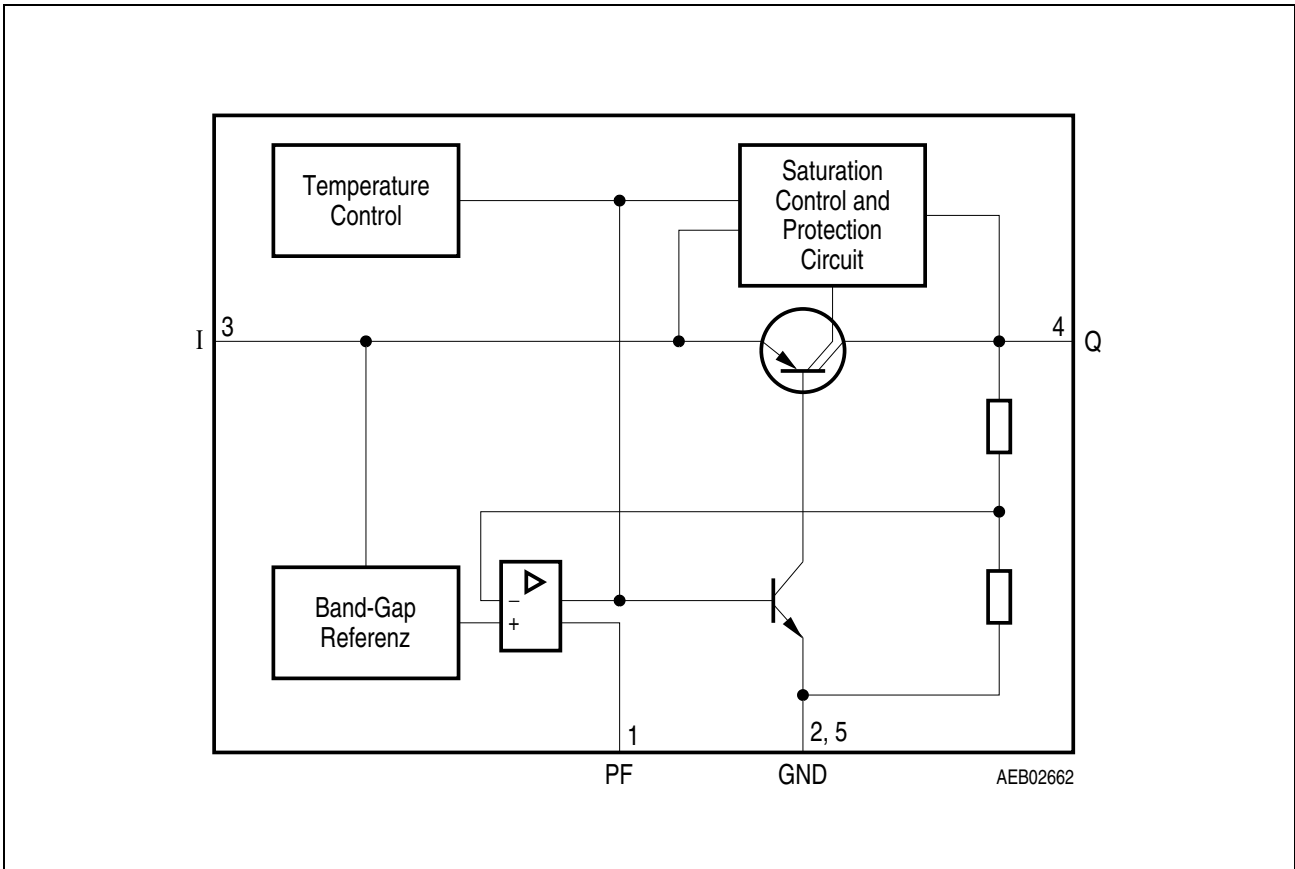 Temperature
Control
Saturation
Control and
Protection
Circuit
I
3
4
Q
Band-Gap
Referenz
–
+
1
2, 5
PF
GND
AEB02662